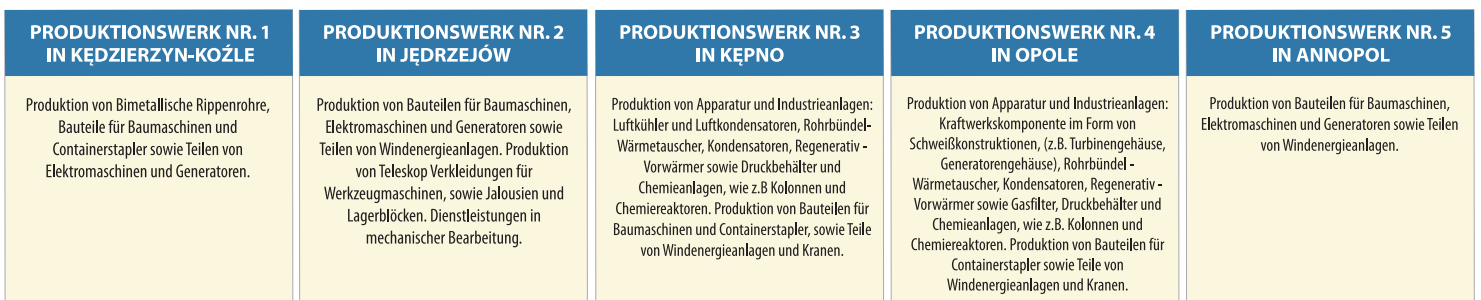 PRODUKTIONSWERK NR. 1
IN KĘDZIERZYN-KOŹLE
Produktion von Bimetallische Rippenrohre,
Bauteile für Baumaschinen und
Containerstapler sowie Teilen von
Elektromaschinen und Generatoren.
PRODUKTIONSWERK NR. 2
IN JĘDRZEJÓW
Produktion von Bauteilen für Baumaschinen,
Elektromaschinen und Generatoren sowie
Teilen von Windenergieanlagen. Produktion
von Teleskop Verkleidungen für
Werkzeugmaschinen, sowie Jalousien und
Lagerblöcken. Dienstleistungen in
mechanischer Bearbeitung.
PRODUKTIONSWERK NR. 3
IN KĘPNO
Produktion von Apparatur und Industrieanlagen:
Luftkühler und Luftkondensatoren, Rohrbündel-
Wärmetauscher, Kondensatoren, Regenerativ -
Vorwärmer sowie Druckbehälter und
Chemieanlagen, wie z.B Kolonnen und
Chemiereaktoren. Produktion von Bauteilen für
Baumaschinen und Containerstapler, sowie Teile
von Windenergieanlagen und Kranen.
PRODUKTIONSWERK NR. 4
IN OPOLE
Produktion von Apparatur und Industrieanlagen:
Kraftwerkskomponente im Form von
Schweißkonstruktionen, (z.B. Turbinengehäuse,
Generatorengehäuse), Rohrbündel -
Wärmetauscher, Kondensatoren, Regenerativ -
Vorwärmer sowie Gasfilter, Druckbehälter und
Chemieanlagen, wie z.B. Kolonnen und
Chemiereaktoren. Produktion von Bauteilen für
Containerstapler sowie Teile von
Windenergieanlagen und Kranen.
PRODUKTIONSWERK NR. 5
IN ANNOPOL
Produktion von Bauteilen für Baumaschinen,
Elektromaschinen und Generatoren sowie Teilen
von Windenergieanlagen.